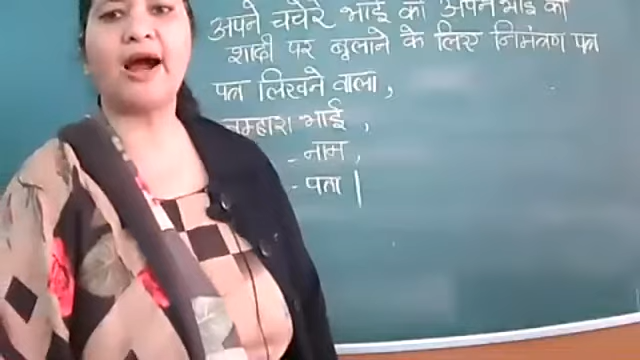 अपने चचेरे भाई को अपने भाई की
शादी पर बुलाने के लिए निमंत्रण पत्र
पत्र लिखने वाला,
तुम्हारा भाई,
- नाम,
- पता।